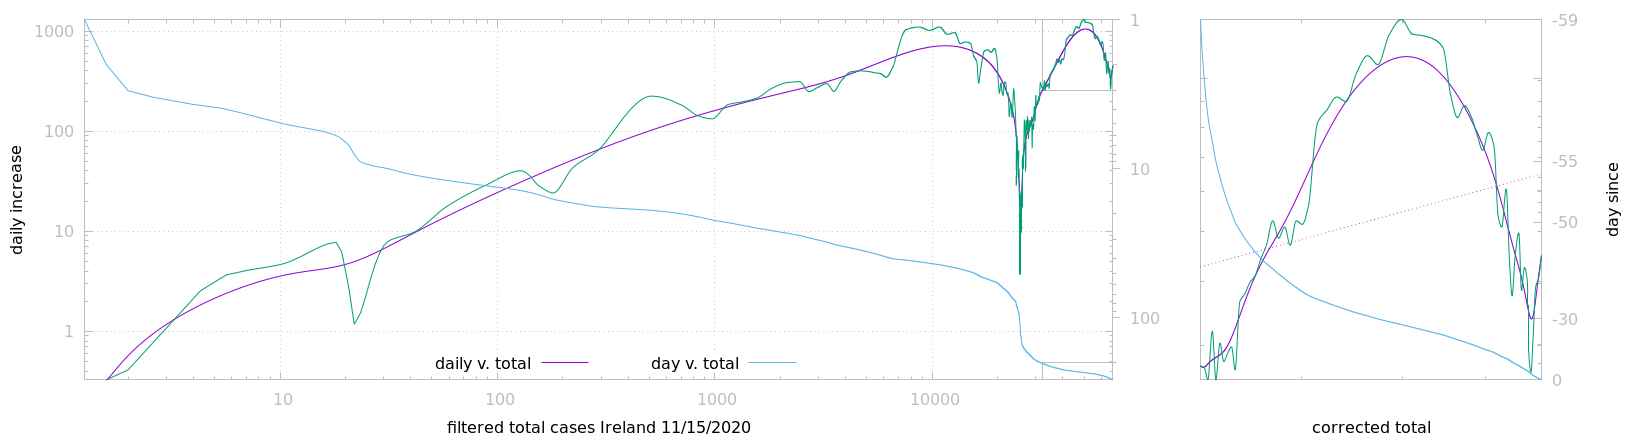 daily increase
1000
100
10
1
10
100
1000
10000
filtered total cases Ireland 11/15/2020
daily v. total
day v. total
1
10
100
-59
-55
-50
-30
0
day since
corrected total